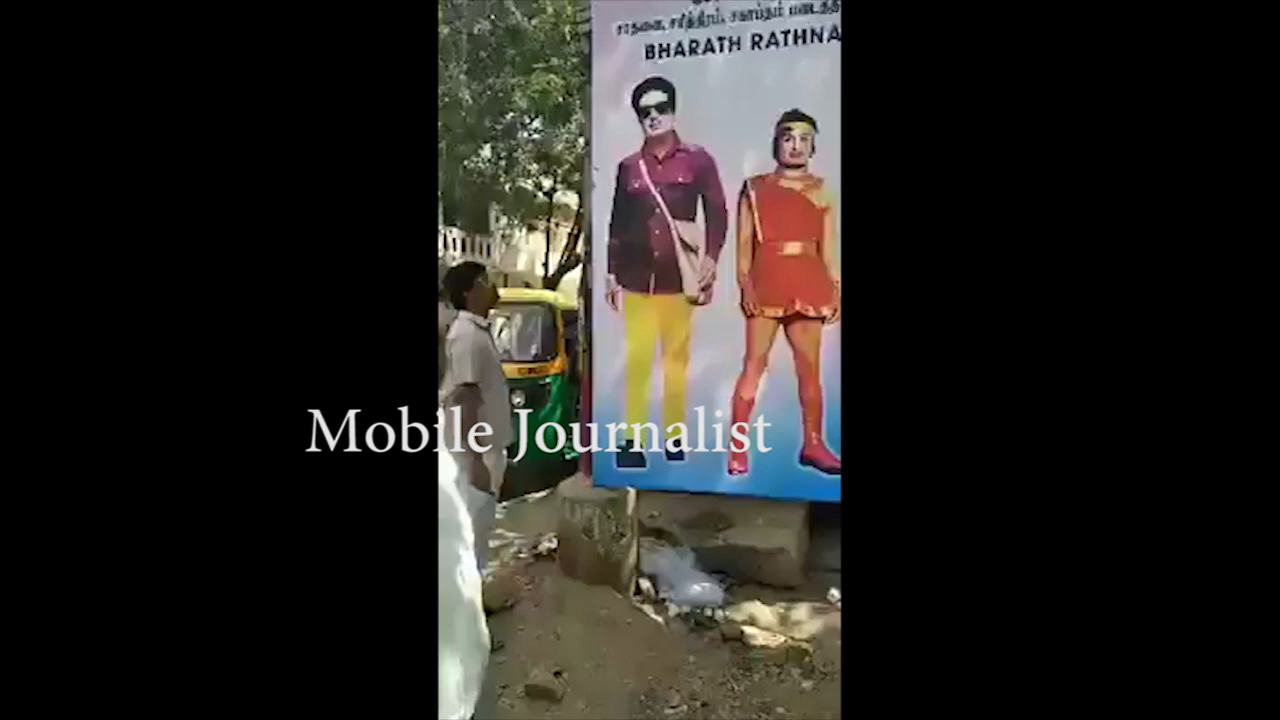 சாதனை, சரித்திரம், சகாப்தம் படைத்த
BHARATH RATHNA
Mobile Journalist